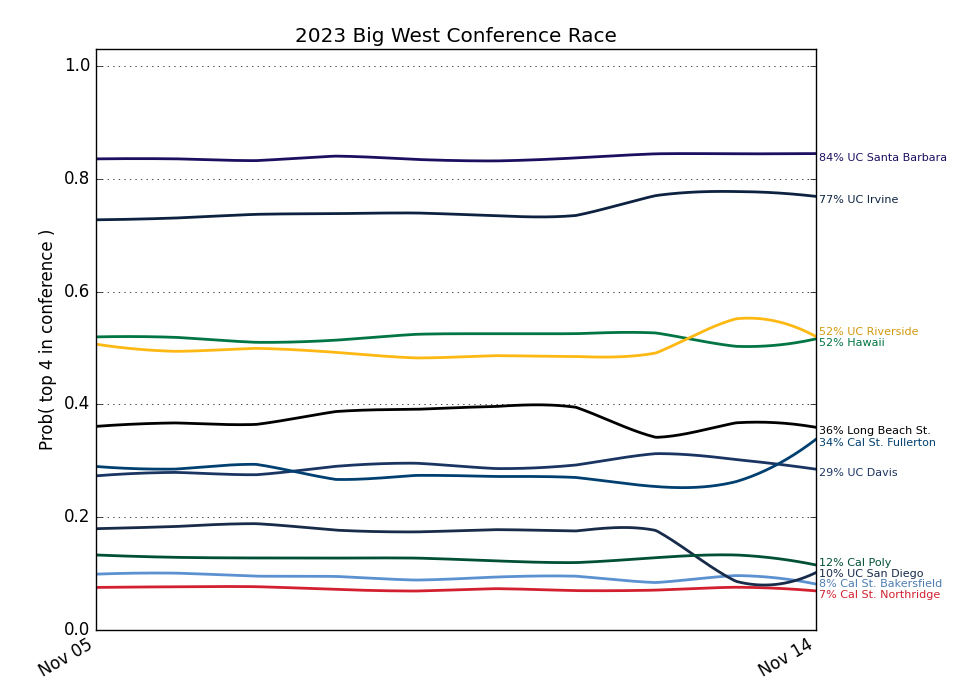 2023 Big West Conference Race
Prob( top 4 in conference )
1.0
0.8
0.6
0.4
0.2
0.0
Nov 05
Nov 14
84% UC Santa Barbara
77% UC Irvine
52% UC Riverside
52% Hawaii
36% Long Beach St.
34% Cal St. Fullerton
29% UC Davis
12% Cal Poly
10% UC San Diego
8% Cal St. Bakersfield
7% Cal St. Northridge